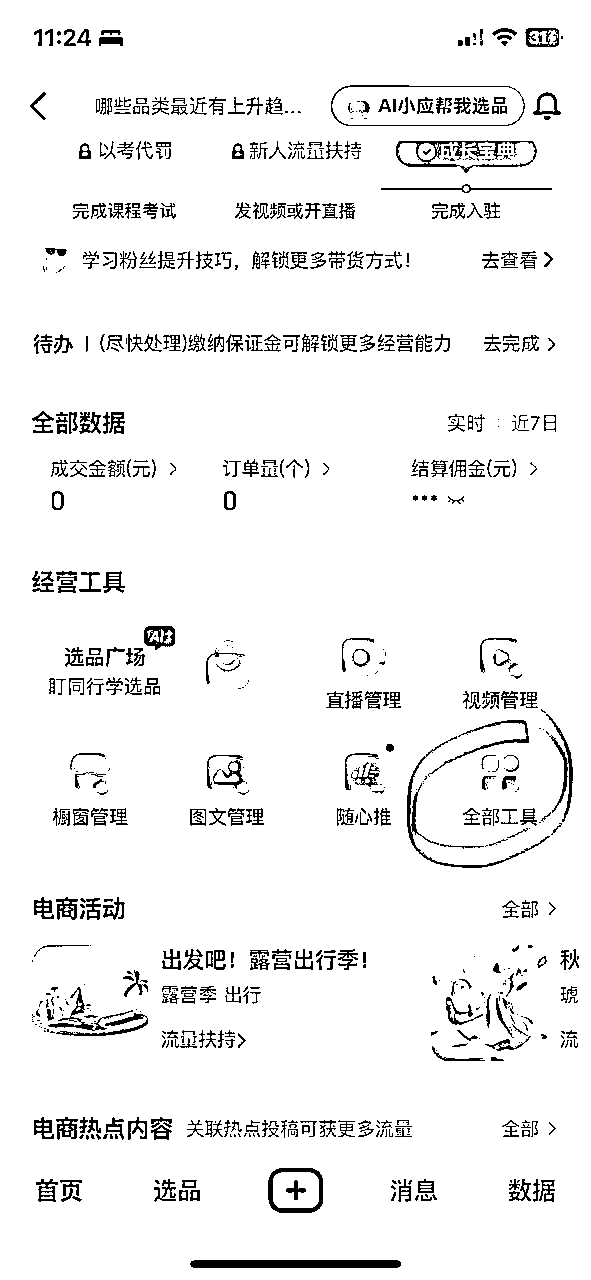 11:24
31
哪些品类最近有上升趋...
AI小应帮我选品
以考代罚 新人流量扶持 成长宝典
完成课程考试 发视频或开直播 完成入驻
学习粉丝提升技巧，解锁更多带货方式！ 去查看
待办 | (尽快处理)缴纳保证金可解锁更多经营能力 去完成
全部数据 实时 近7日
成交金额(元) 订单量(个) 结算佣金(元)
0 0 ***
经营工具
AI
选品广场
盯同行学选品
直播管理 视频管理
橱窗管理 图文管理 随心推 全部工具
电商活动 全部
出发吧！露营出行季！ 秋
露营季 出行 琥
流量扶持 流
电商热点内容 关联热点投稿可获更多流量 全部
首页 选品 + 消息 数据